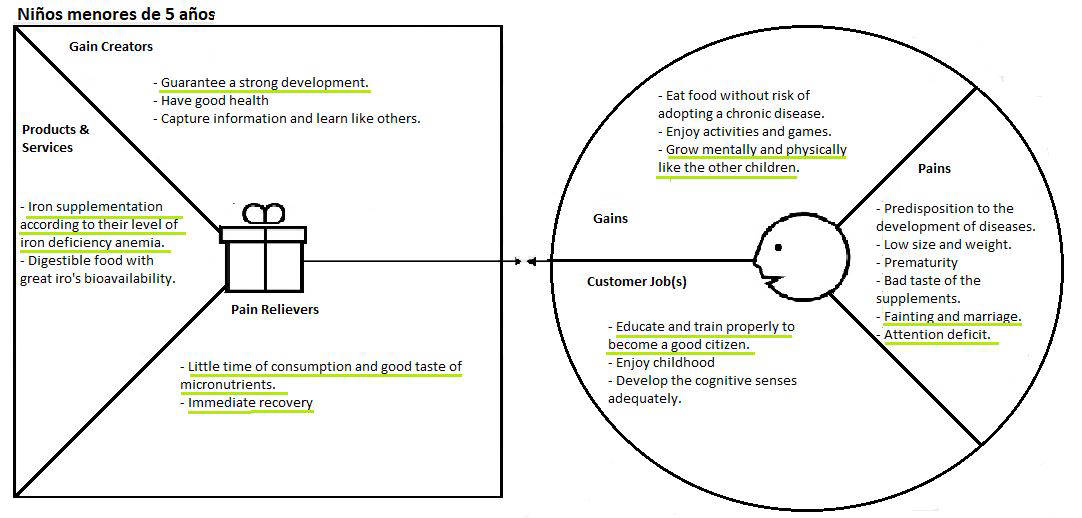 Niños menores de 5 años
Gain Creators
- Guarantee a strong development.
- Have good health
- Capture information and learn like others.
Products &
Services
- Iron supplementation
according to their level of
iron deficiency anemia.
- Digestible food with
great iro's bioavailability.
Pain Relievers
- Little time of consumption and good taste of
micronutrients.
- Immediate recovery
- Eat food without risk of
adopting a chronic disease.
- Enjoy activities and games.
- Grow mentally and physically
like the other children.
Gains
Pains
- Predisposition to the
development of diseases.
- Low size and weight.
- Prematurity
- Bad taste of the
supplements.
- Fainting and marriage.
- Attention deficit.
Customer Job(s)
- Educate and train properly to
become a good citizen.
- Enjoy childhood
- Develop the cognitive senses
adequately.